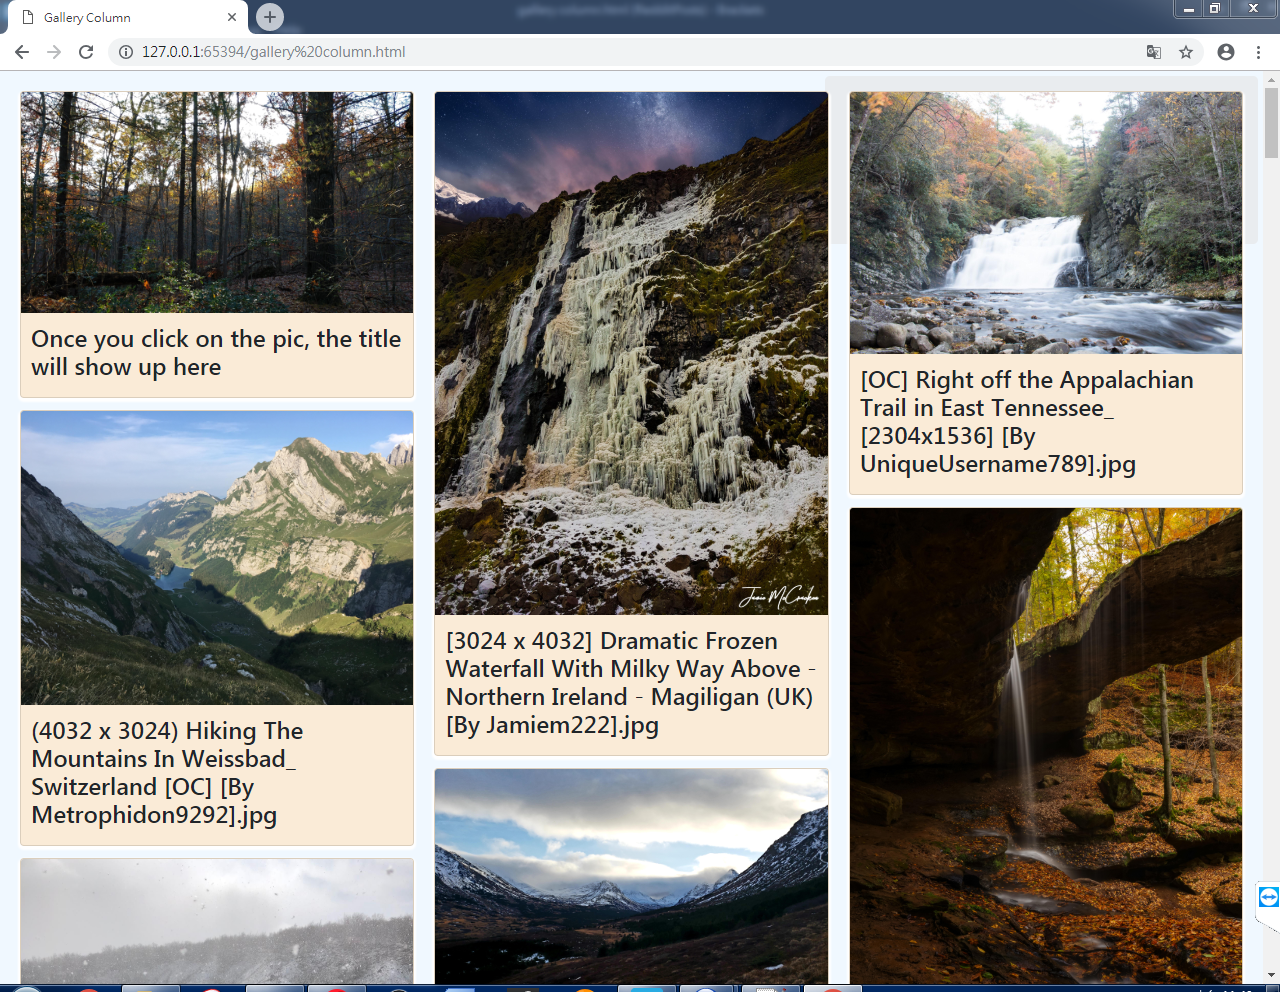 Gallery Column
127.0.0.1:65394/gallery%20column.html
Once you click on the pic, the title
will show up here
(4032 x 3024) Hiking The
Mountains In Weissbad_
Switzerland [OC] [By
Metrophidon9292].jpg
Jamie McCracken
[3024 x 4032] Dramatic Frozen
Waterfall With Milky Way Above -
Northern Ireland - Magiligan (UK)
[By Jamiem222].jpg
[OC] Right off the Appalachian
Trail in East Tennessee_
[2304x1536] [By
UniqueUsername789].jpg